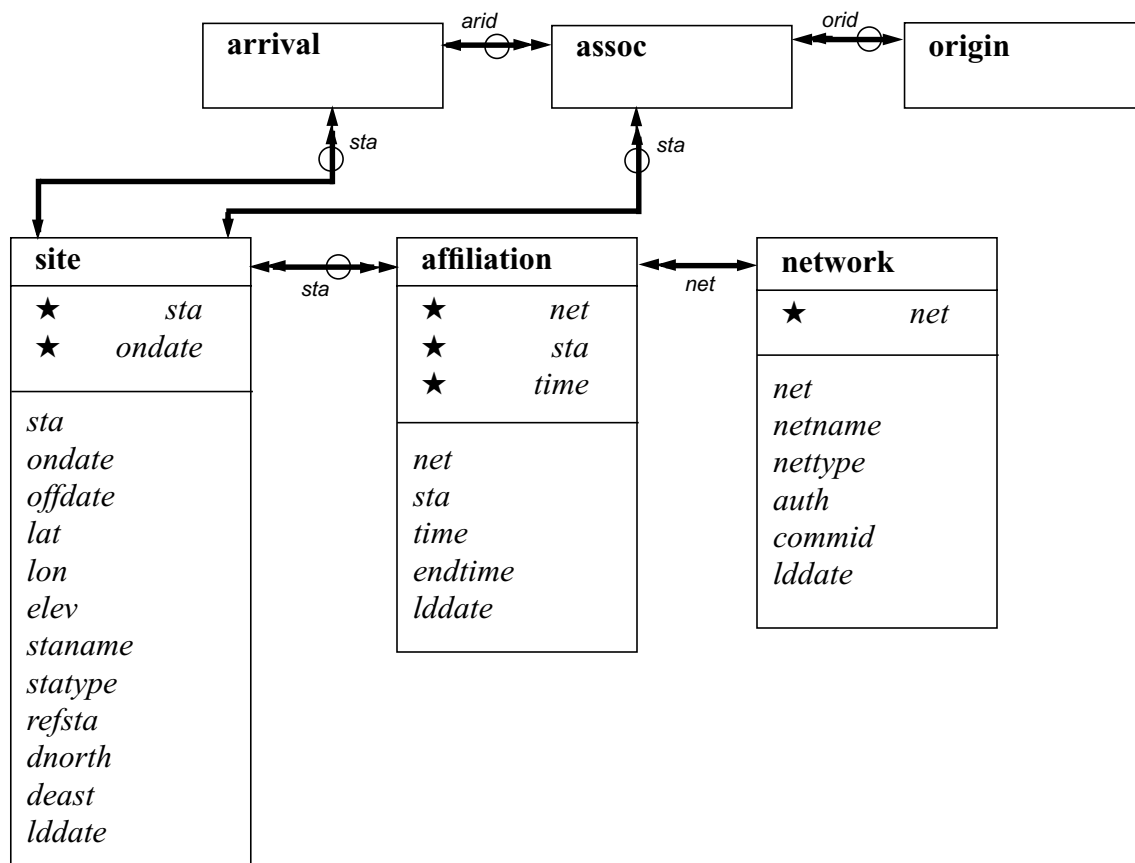 arid
orid
arrival
assoc
origin
sta
sta
site
affiliation
network
sta
net
★ sta
★ ondate
★ net
★ sta
★ time
★ net
sta
ondate
offdate
lat
lon
elev
staname
statype
refsta
dnorth
deast
lddate
net
sta
time
endtime
lddate
net
netname
nettype
auth
commid
lddate